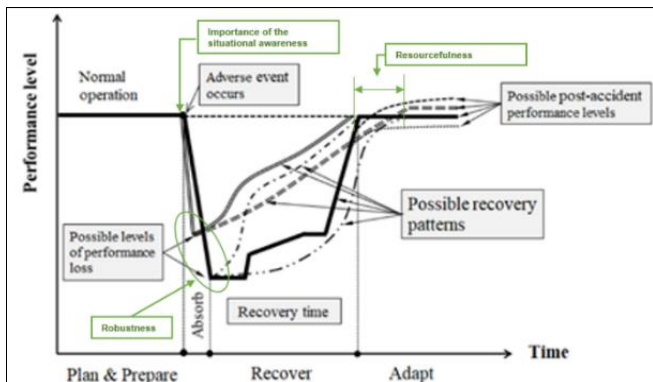 Importance of the
situational awareness
Resourcefulness
Normal
operation
Adverse event
occurs
Possible post-accident
performance levels
Performance level
Possible recovery
patterns
Possible levels
of performance
loss
Robustness
Absorb
Recovery time
Time
Plan & Prepare
Recover
Adapt